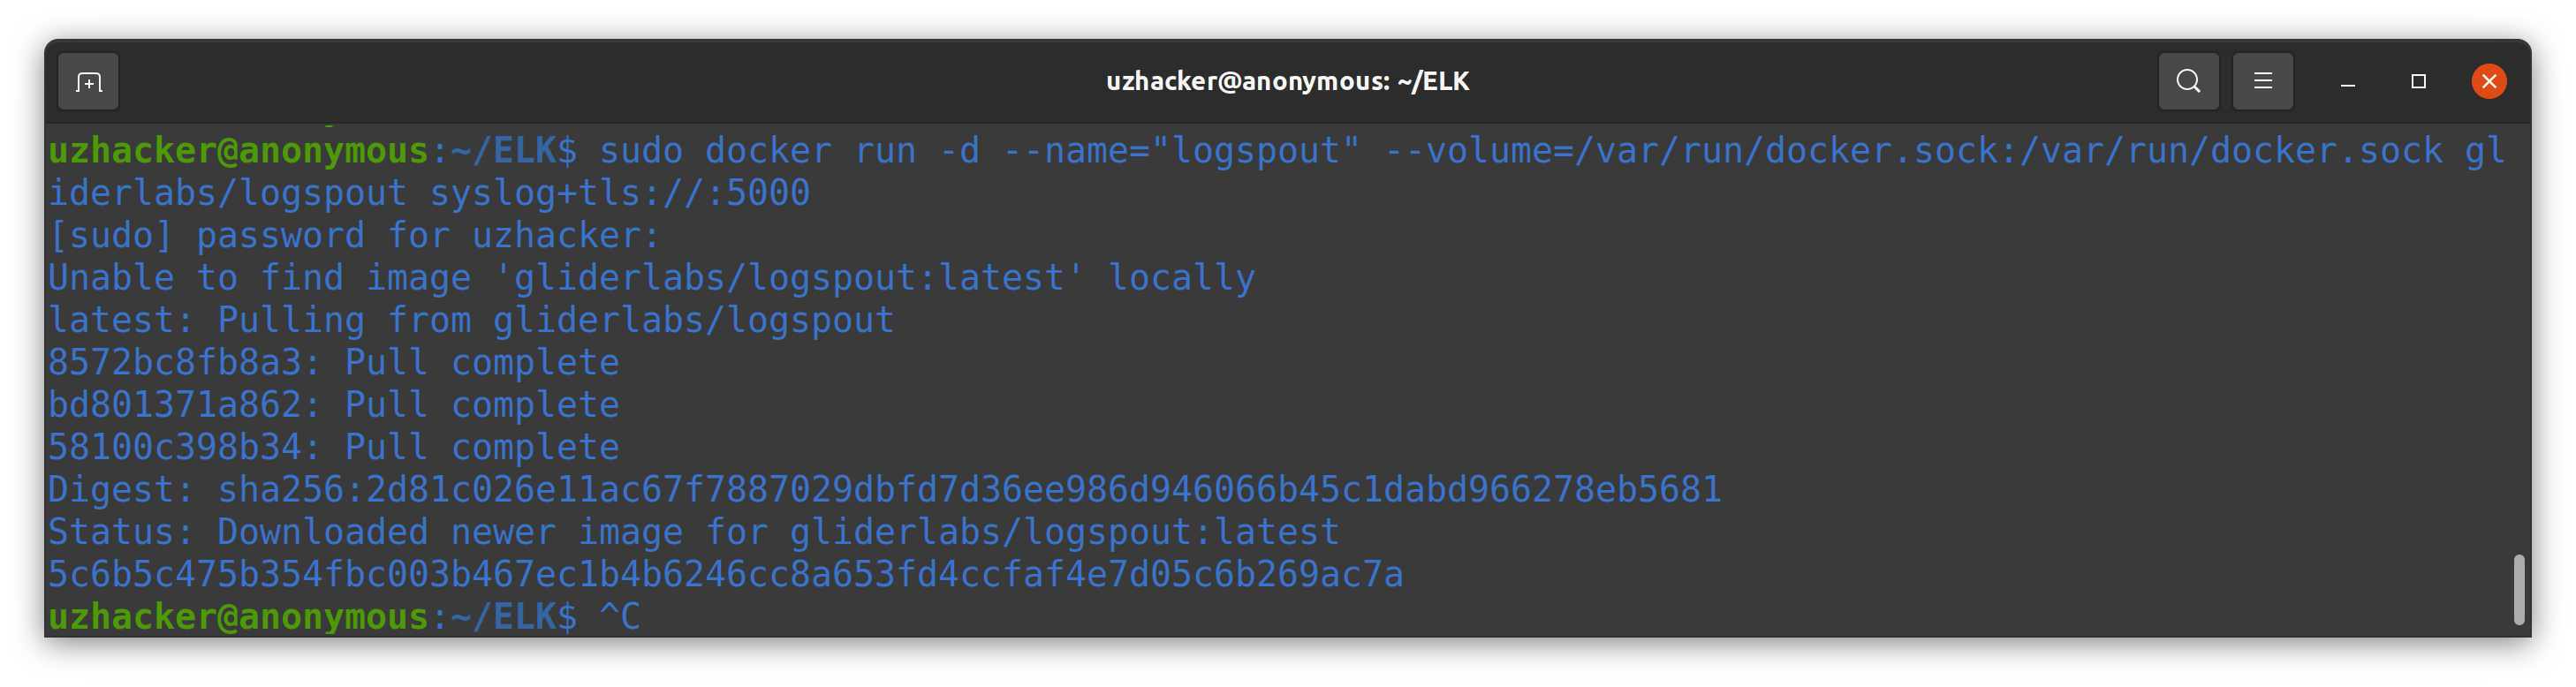 uzhacker@anonymous: ~/ELK
uzhacker@anonymous:~/ELK$ sudo docker run -d --name="logspout" --volume=/var/run/docker.sock:/var/run/docker.sock gl
iderlabs/logspout syslog+tls://:5000
[sudo] password for uzhacker:
Unable to find image 'gliderlabs/logspout:latest' locally
latest: Pulling from gliderlabs/logspout
8572bc8fb8a3: Pull complete
bd801371a862: Pull complete
58100c398b34: Pull complete
Digest: sha256:2d81c026e11ac67f7887029dbfd7d36ee986d946066b45c1dabd966278eb5681
Status: Downloaded newer image for gliderlabs/logspout:latest
5c6b5c475b354fbc003b467ec1b4b6246cc8a653fd4ccfaf4e7d05c6b269ac7a
uzhacker@anonymous:~/ELK$ ^C